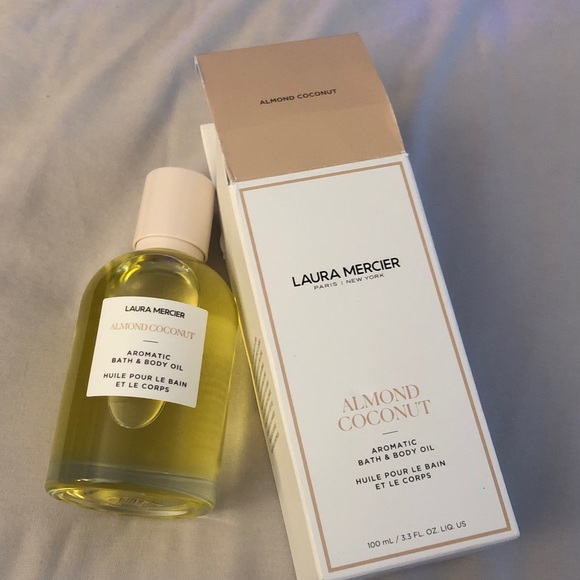 ALMOND COCONUT
LAURA MERCIER
PARIS | NEW YORK
ALMOND
COCONUT
AROMATIC
BATH & BODY OIL
HUILE POUR LE BAIN
ET LE CORPS
100 mL / 3.3 FL. OZ. LIQ. US
LAURA MERCIER
ALMOND COCONUT
AROMATIC
BATH & BODY OIL
HUILE POUR LE BAIN
ET LE CORPS